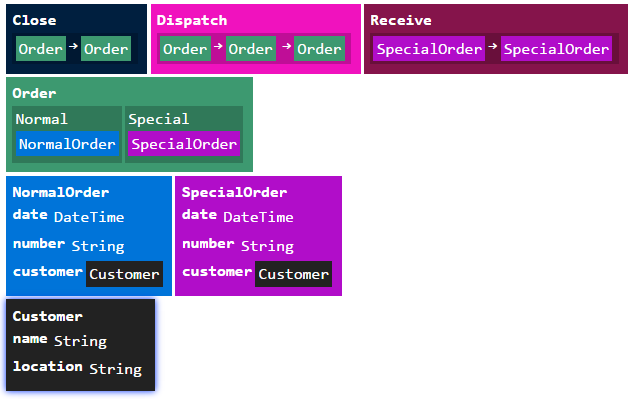 Close
Order → Order
Dispatch
Order → Order → Order
Receive
SpecialOrder → SpecialOrder
Order
Normal
NormalOrder
Special
SpecialOrder
NormalOrder
date DateTime
number String
customer Customer
SpecialOrder
date DateTime
number String
customer Customer
Customer
name String
location String